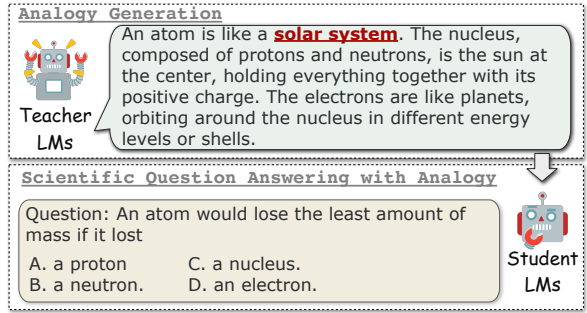 Analogy Generation
An atom is like a solar system. The nucleus,
composed of protons and neutrons, is the sun at
the center, holding everything together with its
positive charge. The electrons are like planets,
orbiting around the nucleus in different energy
levels or shells.
Teacher
LMs
Scientific Question Answering with Analogy
Question: An atom would lose the least amount of
mass if it lost
A. a proton C. a nucleus.
B. a neutron. D. an electron.
Student
LMs